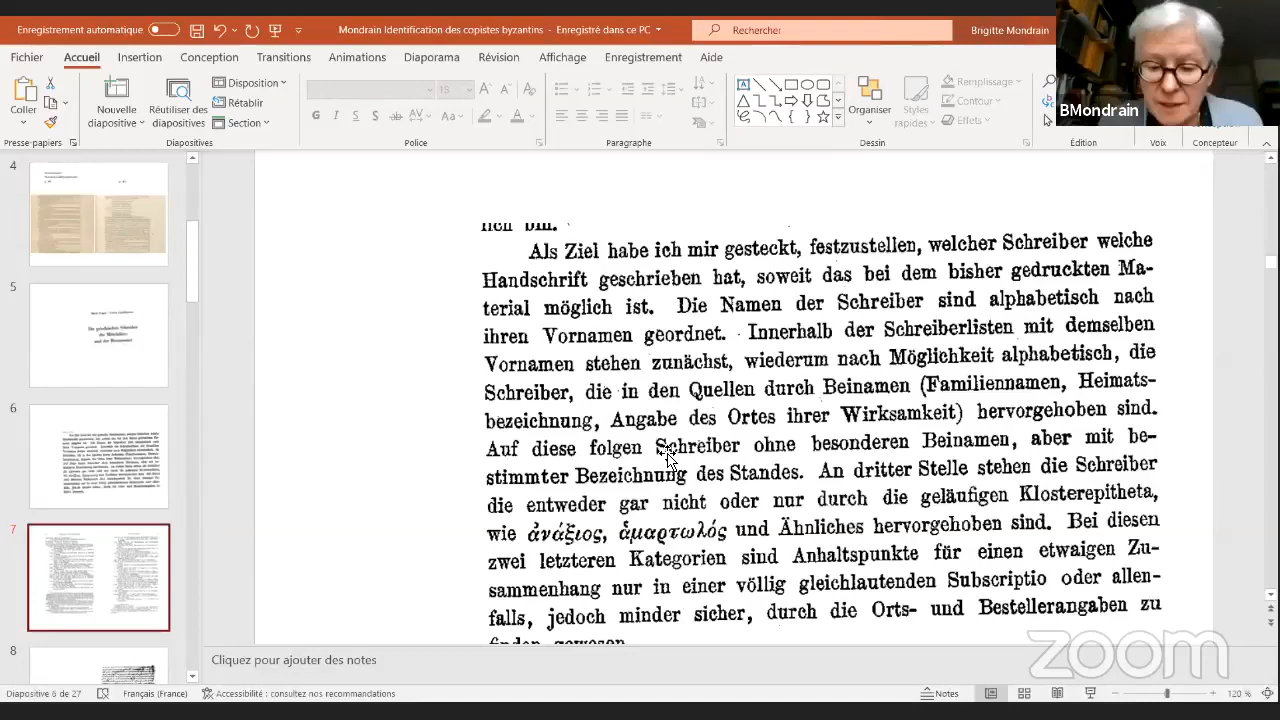 Enregistrement automatique
Mondrain Identification des copistes byzantins - Enregistré dans ce PC
Rechercher
Brigitte Mondrain
Fichier Accueil Insertion Conception Transitions Animations Diaporama Révision Affichage Enregistrement Aide
Coller
Nouvelle diapositive
Réutiliser des diapositives
Disposition
Rétablir
Section
18
Organiser
Styles rapides
Remplissage
Contour
Effets
Presse-papiers Diapositives Police Paragraphe Dessin Édition Voix Concepteur
BMondrain
4
5
6
7
8
Als Ziel habe ich mir gesteckt, festzustellen, welcher Schreiber welche
Handschrift geschrieben hat, soweit das bei dem bisher gedruckten Ma-
terial möglich ist. Die Namen der Schreiber sind alphabetisch nach
ihren Vornamen geordnet. Innerhalb der Schreiberlisten mit demselben
Vornamen stehen zunächst, wiederum nach Möglichkeit alphabetisch, die
Schreiber, die in den Quellen durch Beinamen (Familiennamen, Heimats-
bezeichnung, Angabe des Ortes ihrer Wirksamkeit) hervorgehoben sind.
Auf diese folgen Schreiber ohne besonderen Beinamen, aber mit be-
stimmter Bezeichnung des Standes. An dritter Stelle stehen die Schreiber
die entweder gar nicht oder nur durch die geläufigen Klosterepitheta,
wie ἀνάξιος, ἁμαρτωλός und Ähnliches hervorgehoben sind. Bei diesen
zwei letzteren Kategorien sind Anhaltspunkte für einen etwaigen Zu-
sammenhang nur in einer völlig gleichlautenden Subscriptio oder allen-
falls, jedoch minder sicher, durch die Orts- und Bestellerangaben zu
Cliquez pour ajouter des notes
zoom
Diapositive 6 de 27
Français (France)
Accessibilité : consultez nos recommandations
Notes
120 %